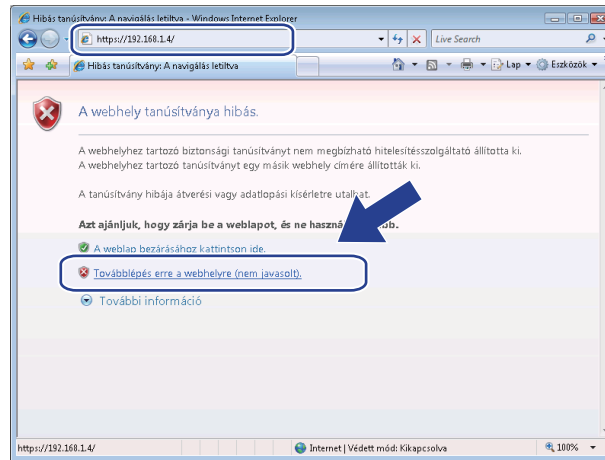 Hibás tanúsítvány: A navigálás letiltva - Windows Internet Explorer
https://192.168.1.4/
Live Search
Hibás tanúsítvány: A navigálás letiltva
Lap
Eszközök
A webhely tanúsítványa hibás.
A webhelyhez tartozó biztonsági tanúsítványt nem megbízható hitelesítésszolgáltató állította ki.
A webhelyhez tartozó tanúsítványt egy másik webhely címére állították ki.
A tanúsítvány hibája átverési vagy adatlopási kísérletre utalhat.
Azt ajánljuk, hogy zárja be a weblapot, és ne
A weblap bezárásához kattintson ide.
Továbblépés erre a webhelyre (nem javasolt).
További információ
https://192.168.1.4/
Internet | Védett mód: Kikapcsolva
100%